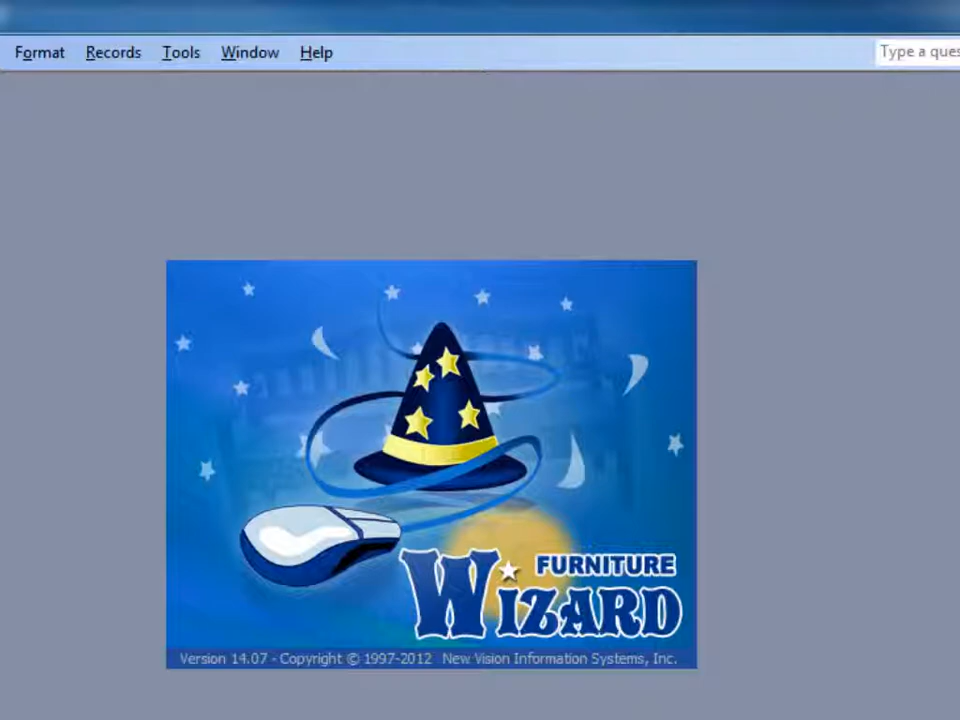 Format Records Tools Window Help Type a ques
FURNITURE
WIZARD
Version 14.07 - Copyright © 1997-2012 New Vision Information Systems, Inc.